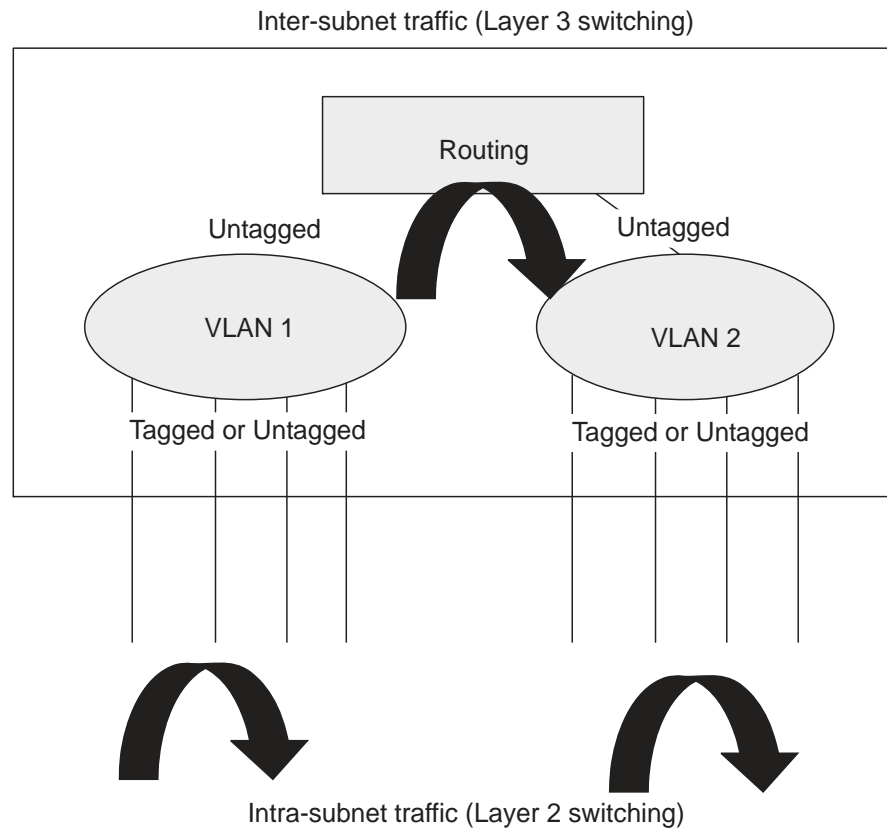 Inter-subnet traffic (Layer 3 switching)
Routing
Untagged
Untagged
VLAN 1
VLAN 2
Tagged or Untagged
Tagged or Untagged
Intra-subnet traffic (Layer 2 switching)